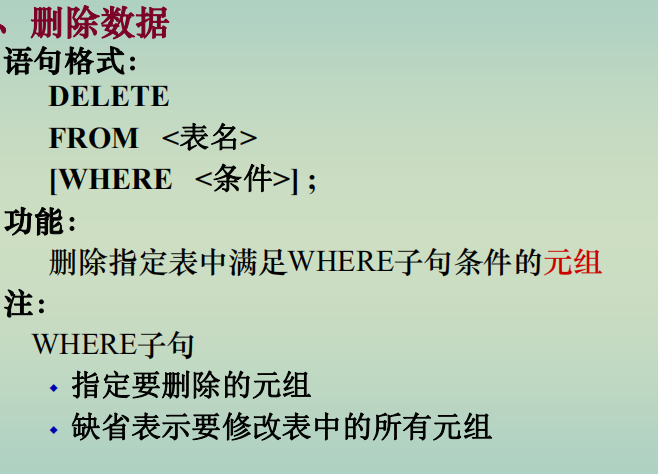 、删除数据
语句格式：
DELETE
FROM <表名>
[WHERE <条件>] ;
功能：
删除指定表中满足WHERE子句条件的元组
注：
WHERE子句
指定要删除的元组
缺省表示要修改表中的所有元组